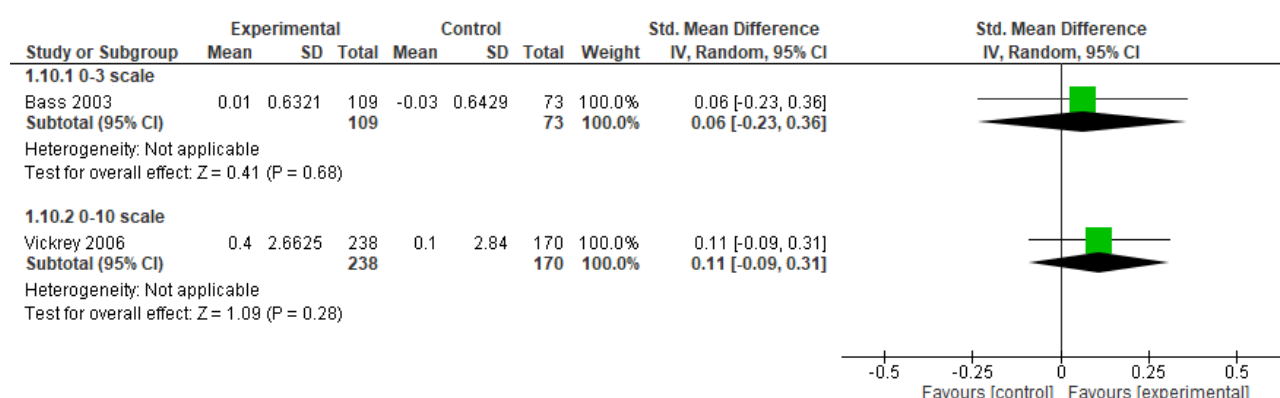 Experimental Control Std. Mean Difference Std. Mean Difference
Study or Subgroup Mean SD Total Mean SD Total Weight IV, Random, 95% CI IV, Random, 95% CI
1.10.1 0-3 scale
Bass 2003 0.01 0.6321 109 -0.03 0.6429 73 100.0% 0.06 [-0.23, 0.36]
Subtotal (95% CI) 109 73 100.0% 0.06 [-0.23, 0.36]
Heterogeneity: Not applicable
Test for overall effect: Z = 0.41 (P = 0.68)
1.10.2 0-10 scale
Vickrey 2006 0.4 2.6625 238 0.1 2.84 170 100.0% 0.11 [-0.09, 0.31]
Subtotal (95% CI) 238 170 100.0% 0.11 [-0.09, 0.31]
Heterogeneity: Not applicable
Test for overall effect: Z = 1.09 (P = 0.28)
-0.5 -0.25 0 0.25 0.5
Favours [control] Favours [experimental]